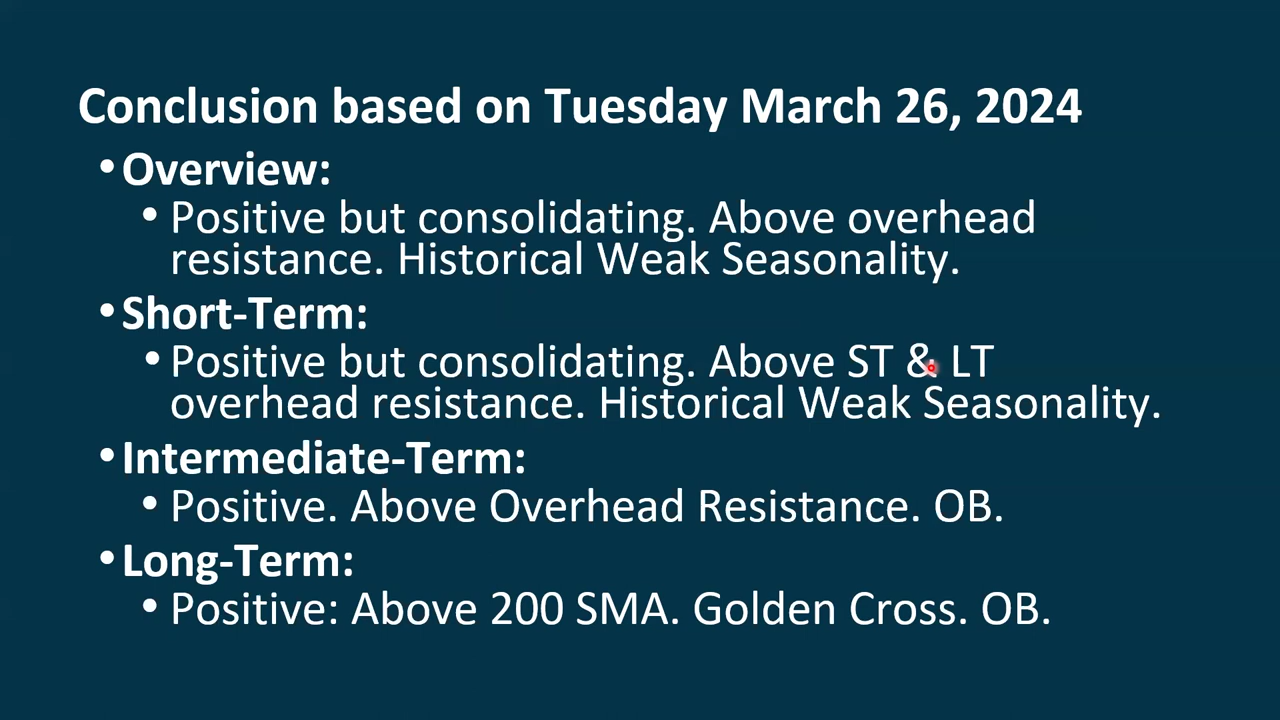 Conclusion based on Tuesday March 26, 2024
•Overview:
•Positive but consolidating. Above overhead
resistance. Historical Weak Seasonality.
•Short-Term:
•Positive but consolidating. Above ST & LT
overhead resistance. Historical Weak Seasonality.
•Intermediate-Term:
•Positive. Above Overhead Resistance. OB.
•Long-Term:
•Positive: Above 200 SMA. Golden Cross. OB.